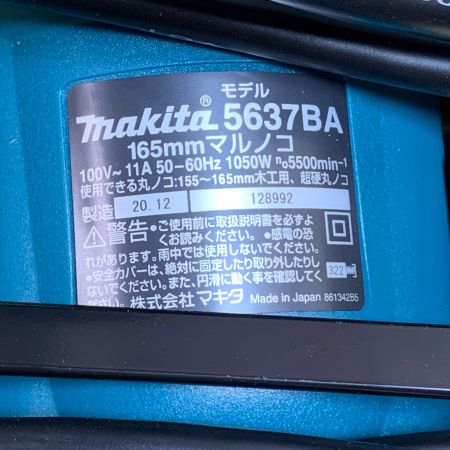 モデル
makita® 5637BA
165mmマルノコ
100V~ 11A 50-60Hz 1050W n₀5500min⁻¹
使用できる丸ノコ:155~165mm木工用、超硬丸ノコ
製造 20.12 128992
警告 ●ご使用前に取扱説明書を必ずよ
くお読みください。●感電の恐
れがあります。雨中では使用しないでください。
●安全カバーは、絶対に固定したり取り外したり
しないでください。また、円滑に動く事を確認してく
ださい。 322
株式会社マキタ Made in Japan 861342B5